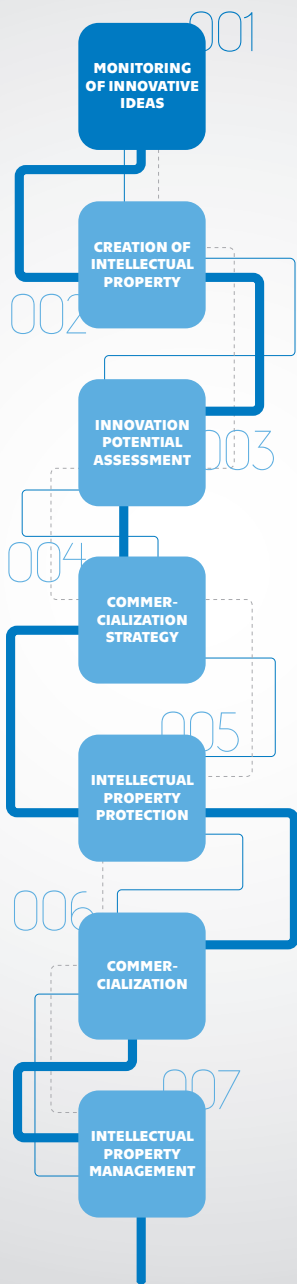 001
MONITORING
OF INNOVATIVE
IDEAS
CREATION OF
INTELLECTUAL
PROPERTY
002
INNOVATION
POTENTIAL
ASSESSMENT
003
004
COMMER-
CIALIZATION
STRATEGY
005
INTELLECTUAL
PROPERTY
PROTECTION
006
COMMER-
CIALIZATION
007
INTELLECTUAL
PROPERTY
MANAGEMENT